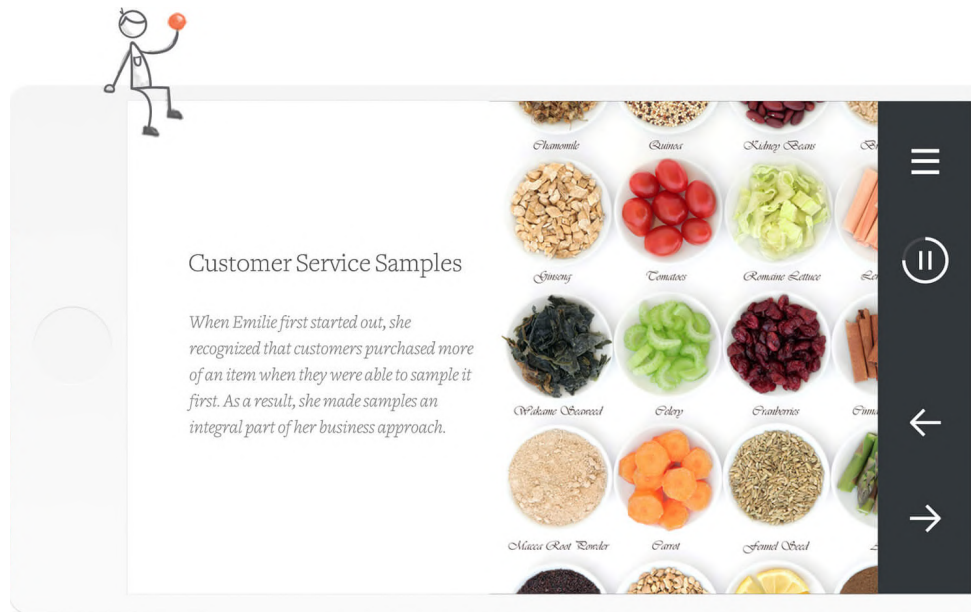 Customer Service Samples
When Emilie first started out, she
recognized that customers purchased more
of an item when they were able to sample it
first. As a result, she made samples an
integral part of her business approach.
Chamomile Quinoa Kidney Beans
Ginseng Tomatoes Romaine Lettuce
Wakame Seaweed Celery Cranberries
Macca Root Powder Carrot Fennel Seed